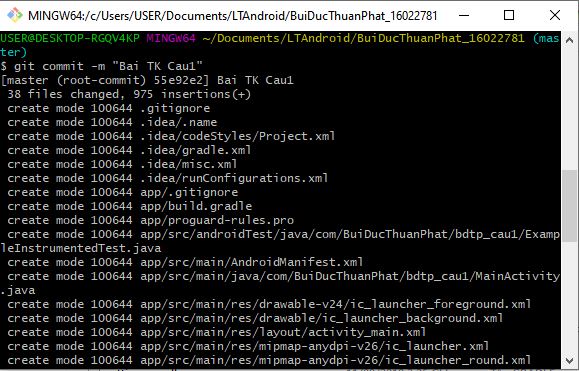 MINGW64:/c/Users/USER/Documents/LTAndroid/BuiDucThuanPhat_16022781
USER@DESKTOP-RGQV4KP MINGW64 ~/Documents/LTAndroid/BuiDucThuanPhat_16022781 (mas
ter)
$ git commit -m "Bai TK Cau1"
[master (root-commit) 55e92e2] Bai TK Cau1
 38 files changed, 975 insertions(+)
 create mode 100644 .gitignore
 create mode 100644 .idea/.name
 create mode 100644 .idea/codeStyles/Project.xml
 create mode 100644 .idea/gradle.xml
 create mode 100644 .idea/misc.xml
 create mode 100644 .idea/runConfigurations.xml
 create mode 100644 app/.gitignore
 create mode 100644 app/build.gradle
 create mode 100644 app/proguard-rules.pro
 create mode 100644 app/src/androidTest/java/com/BuiDucThuanPhat/bdtp_cau1/Examp
leInstrumentedTest.java
 create mode 100644 app/src/main/AndroidManifest.xml
 create mode 100644 app/src/main/java/com/BuiDucThuanPhat/bdtp_cau1/MainActivity
.java
 create mode 100644 app/src/main/res/drawable-v24/ic_launcher_foreground.xml
 create mode 100644 app/src/main/res/drawable/ic_launcher_background.xml
 create mode 100644 app/src/main/res/layout/activity_main.xml
 create mode 100644 app/src/main/res/mipmap-anydpi-v26/ic_launcher.xml
 create mode 100644 app/src/main/res/mipmap-anydpi-v26/ic_launcher_round.xml